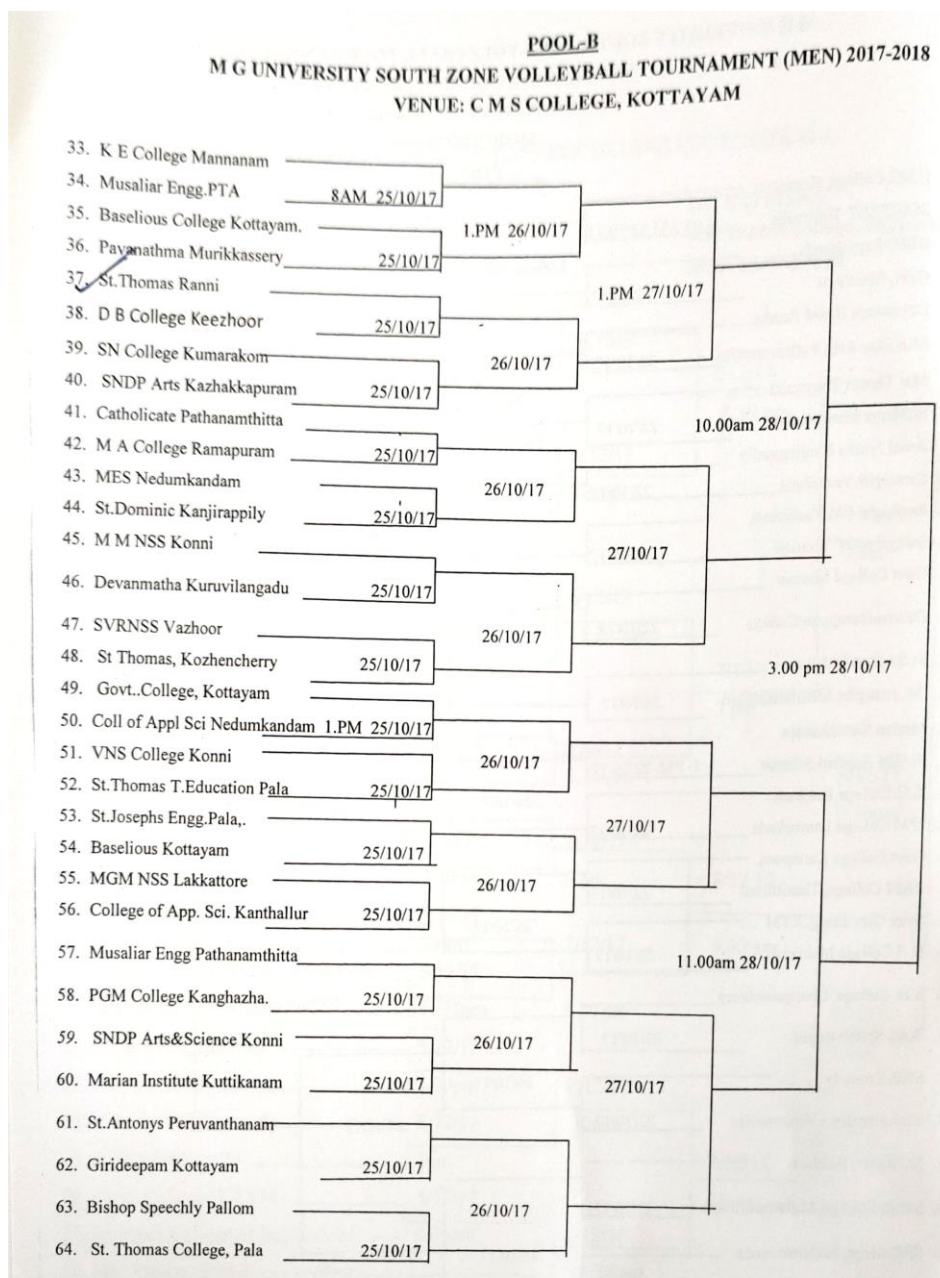 POOL-B
M G UNIVERSITY SOUTH ZONE VOLLEYBALL TOURNAMENT (MEN) 2017-2018
VENUE: C M S COLLEGE, KOTTAYAM
33. K E College Mannanam
34. Musaliar Engg.PTA 8AM 25/10/17
35. Baselious College Kottayam. 1.PM 26/10/17
36. Pavanathma Murikkassery 25/10/17
37. St.Thomas Ranni 1.PM 27/10/17
38. D B College Keezhoor 25/10/17
39. SN College Kumarakom 26/10/17
40. SNDP Arts Kazhakkapuram 25/10/17
41. Catholicate Pathanamthitta 10.00am 28/10/17
42. M A College Ramapuram 25/10/17
43. MES Nedumkandam 26/10/17
44. St.Dominic Kanjirappily 25/10/17
45. M M NSS Konni 27/10/17
46. Devanmatha Kuruvilangadu 25/10/17
47. SVRNSS Vazhoor 26/10/17
48. St Thomas, Kozhencherry 25/10/17 3.00 pm 28/10/17
49. Govt..College, Kottayam
50. Coll of Appl Sci Nedumkandam 1.PM 25/10/17
51. VNS College Konni 26/10/17
52. St.Thomas T.Education Pala 25/10/17
53. St.Josephs Engg.Pala,. 27/10/17
54. Baselious Kottayam 25/10/17
55. MGM NSS Lakkattore 26/10/17
56. College of App. Sci. Kanthallur 25/10/17
57. Musaliar Engg Pathanamthitta 11.00am 28/10/17
58. PGM College Kanghazha. 25/10/17
59. SNDP Arts&Science Konni 26/10/17
60. Marian Institute Kuttikanam 25/10/17 27/10/17
61. St.Antonys Peruvanthanam
62. Girideepam Kottayam 25/10/17
63. Bishop Speechly Pallom 26/10/17
64. St. Thomas College, Pala 25/10/17